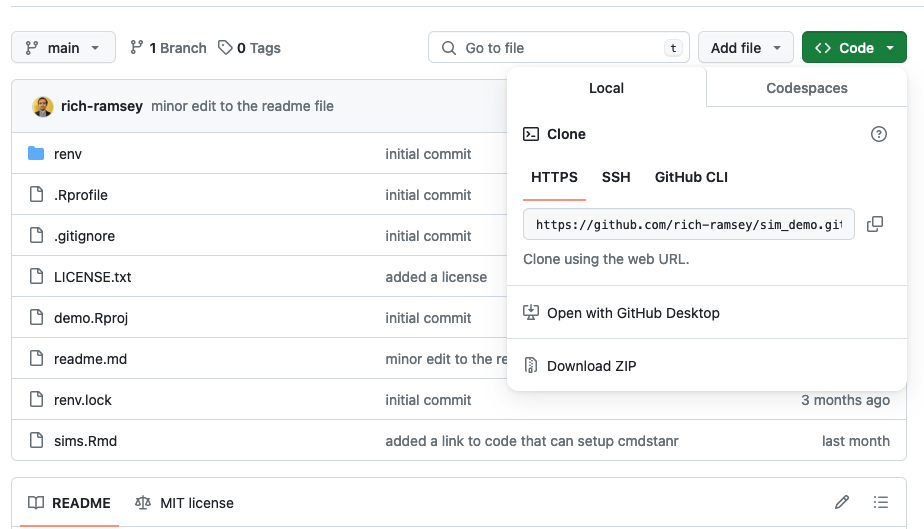 main 1 Branch 0 Tags Go to file t Add file Code
Local Codespaces
rich-ramsey minor edit to the readme file
Clone
renv initial commit
HTTPS SSH GitHub CLI
.Rprofile initial commit
https://github.com/rich-ramsey/sim_demo.git
.gitignore initial commit
Clone using the web URL.
LICENSE.txt added a license
demo.Rproj initial commit
Open with GitHub Desktop
readme.md minor edit to the re
Download ZIP
renv.lock initial commit 3 months ago
sims.Rmd added a link to code that can setup cmdstanr last month
README MIT license